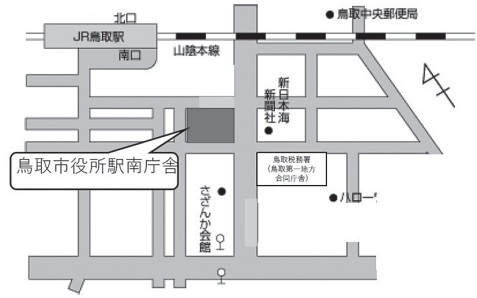 北口
鳥取中央郵便局
JR鳥取駅
南口
山陰本線
新日本海
新聞社
鳥取市役所駅南庁舎
鳥取税務署
(鳥取第一地方
合同庁舎)
さざんか会館
ハロー